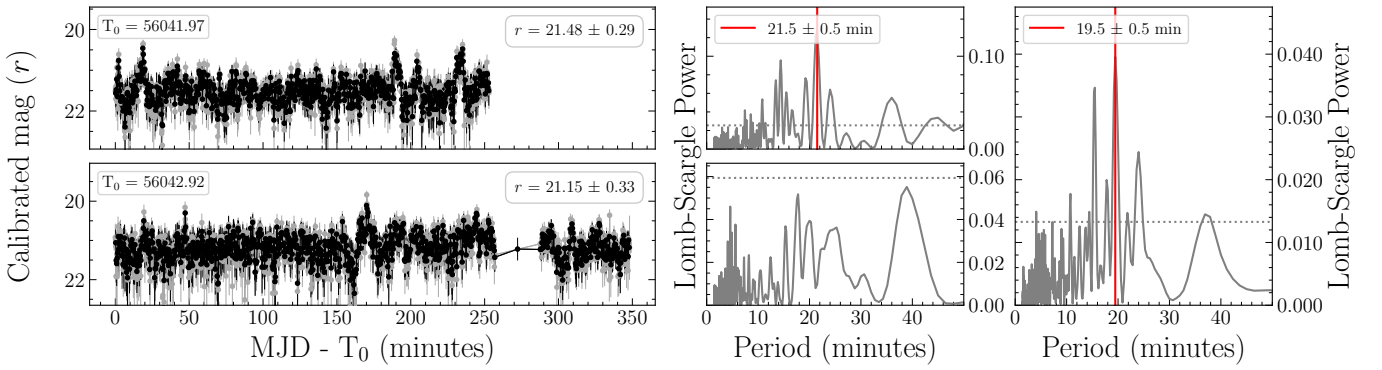 Calibrated mag (r)
20
22
T0 = 56041.97
r = 21.48 ± 0.29
20
22
T0 = 56042.92
r = 21.15 ± 0.33
0 50 100 150 200 250 300 350
MJD - T0 (minutes)
21.5 ± 0.5 min
0.10
0.00
0.06
0.04
0.02
0.00
Lomb-Scargle Power
0 10 20 30 40
Period (minutes)
19.5 ± 0.5 min
0.040
0.030
0.020
0.010
0.000
Lomb-Scargle Power
0 10 20 30 40
Period (minutes)